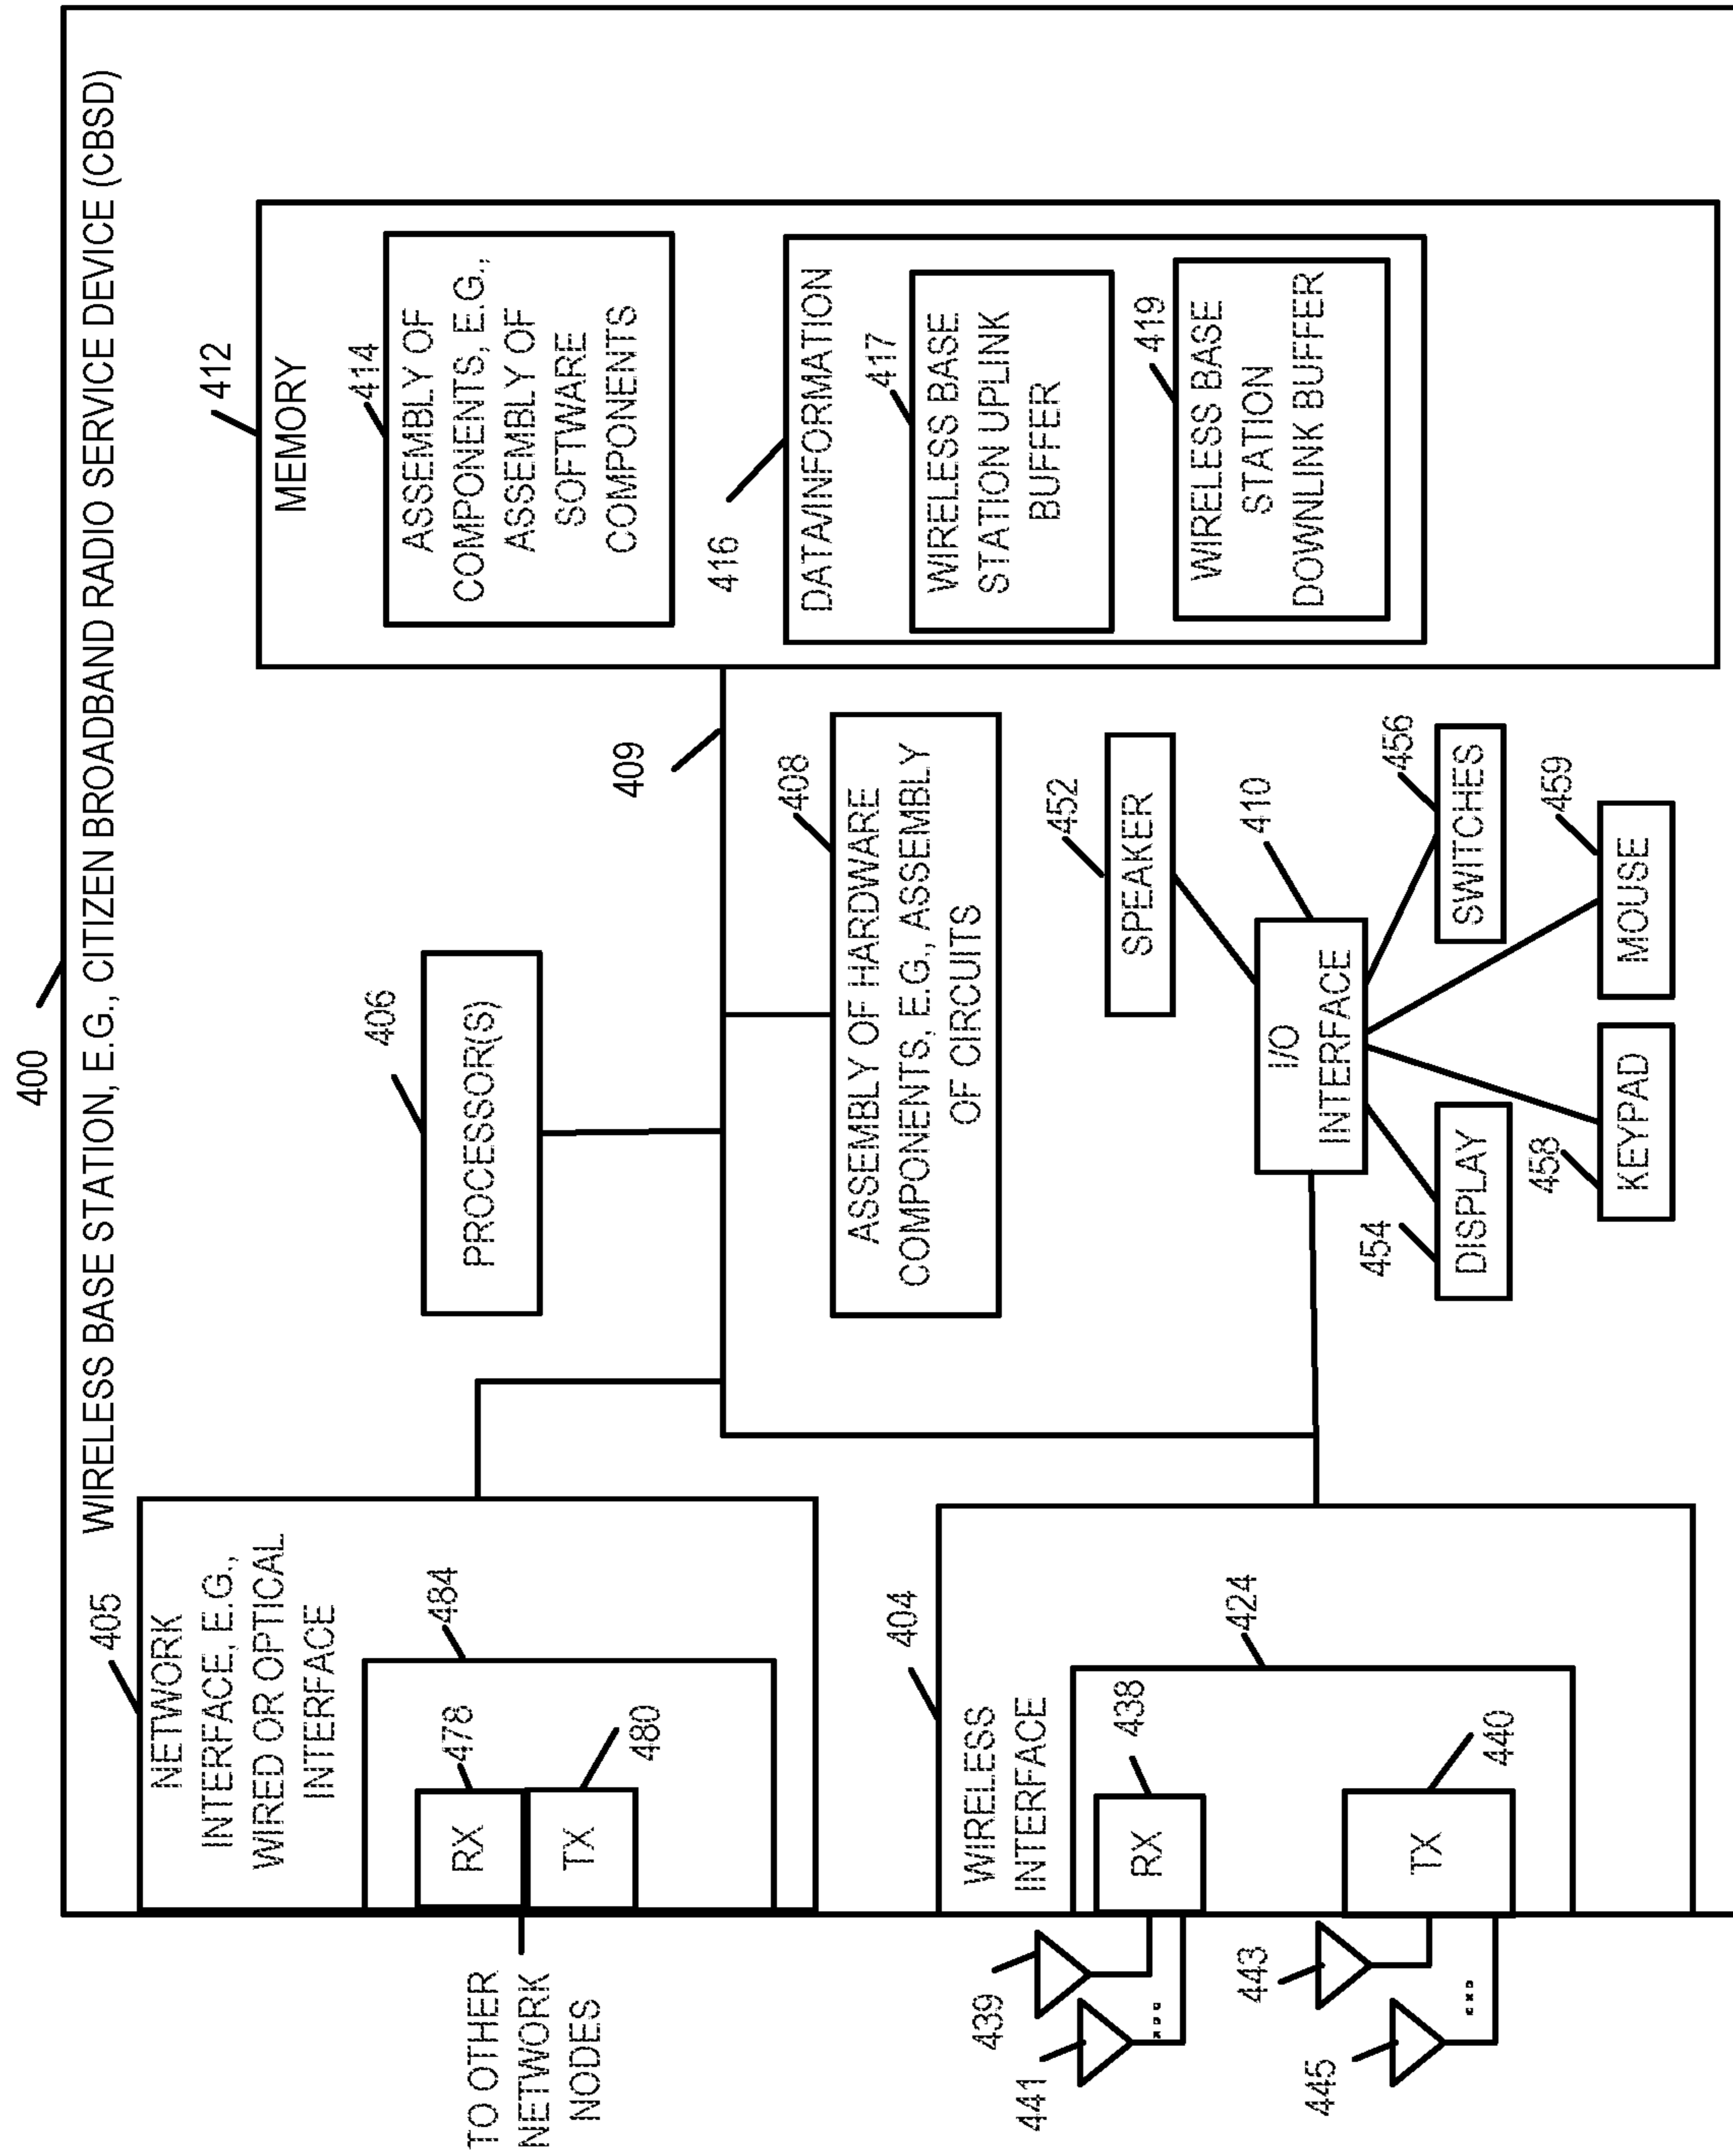 400
WIRELESS BASE STATION, E.G., CITIZEN BROADBAND RADIO SERVICE DEVICE (CBSD)
405
NETWORK
INTERFACE, E.G.,
WIRED OR OPTICAL
INTERFACE
484
478
RX
480
TX
TO OTHER
NETWORK
NODES
404
WIRELESS
INTERFACE
424
438
RX
440
TX
439
441
443
445
406
PROCESSOR(S)
409
408
ASSEMBLY OF HARDWARE
COMPONENTS, E.G., ASSEMBLY
OF CIRCUITS
452
SPEAKER
410
I/O
INTERFACE
456
SWITCHES
459
MOUSE
454
DISPLAY
458
KEYPAD
412
MEMORY
414
ASSEMBLY OF
COMPONENTS, E.G.,
ASSEMBLY OF
SOFTWARE
COMPONENTS
416
DATA/INFORMATION
417
WIRELESS BASE
STATION UPLINK
BUFFER
419
WIRELESS BASE
STATION
DOWNLINK BUFFER